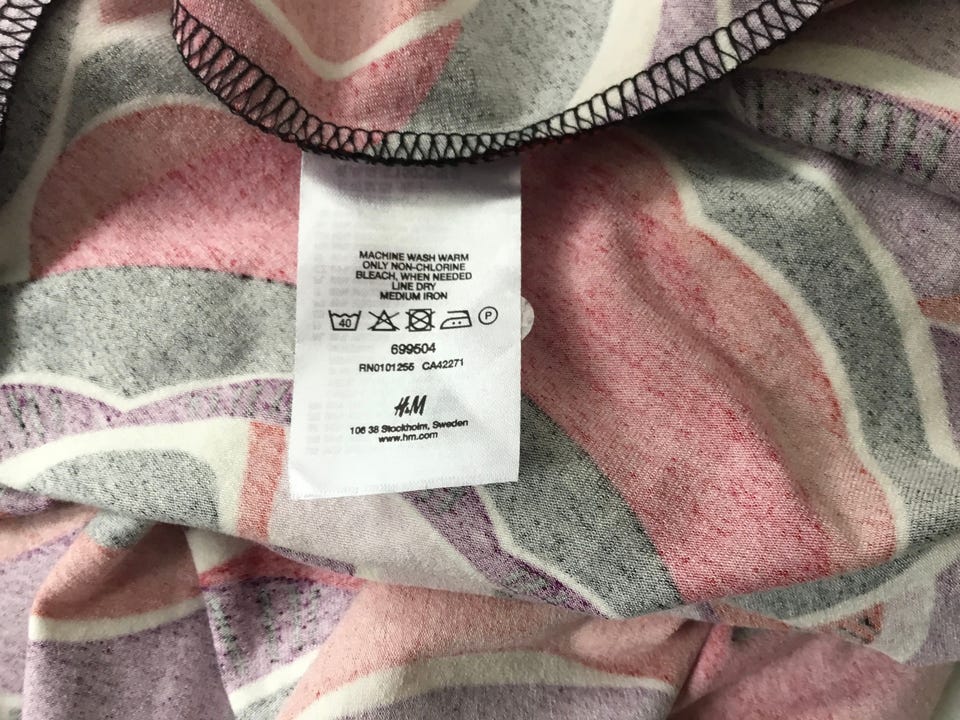 MACHINE WASH WARM
ONLY NON-CHLORINE
BLEACH, WHEN NEEDED
LINE DRY
MEDIUM IRON
40 P
699504
RN0101255 CA42271
H&M
106 38 Stockholm, Sweden
www.hm.com